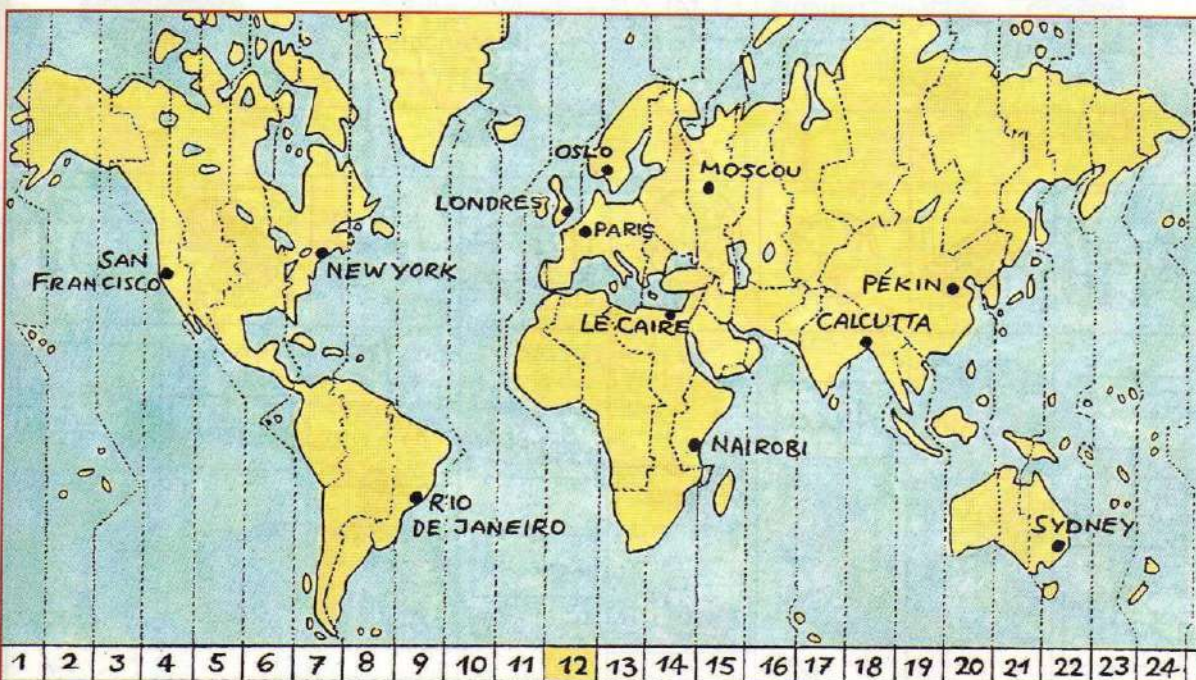 OSLO
MOSCOU
LONDRES
PARIS
SAN
FRANCISCO
NEW YORK
PÉKIN
LE CAIRE
CALCUTTA
NAIROBI
RIO
DE JANEIRO
SYDNEY
1 2 3 4 5 6 7 8 9 10 11 12 13 14 15 16 17 18 19 20 21 22 23 24